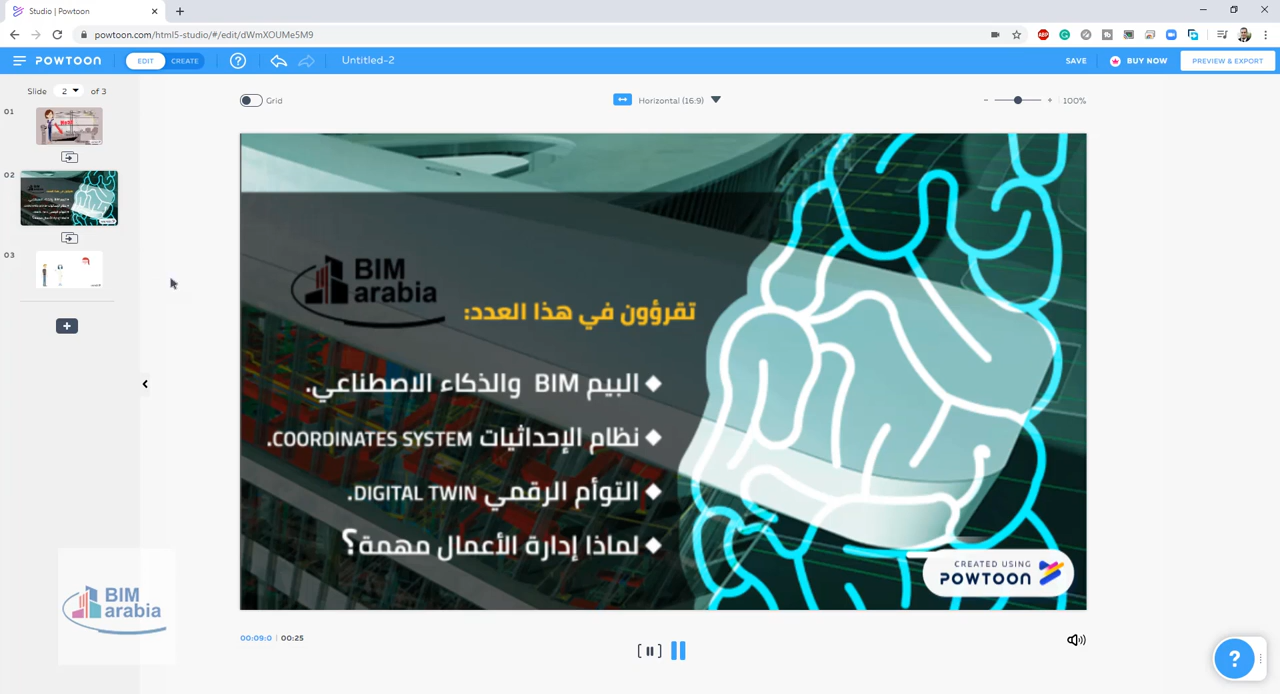 Studio | Powtoon
powtoon.com/html5-studio/#/edit/dWmXOUMe5M9
POWTOON
EDIT
CREATE
Untitled-2
SAVE
BUY NOW
PREVIEW & EXPORT
Slide 2 of 3
Grid
Horizontal (16:9)
100%
01
02
03
BIM
arabia
تقرؤون في هذا العدد:
البيم BIM والذكاء الاصطناعي.
نظام الإحداثيات COORDINATES SYSTEM.
التوأم الرقمي DIGITAL TWIN.
لماذا إدارة الأعمال مهمة؟
CREATED USING
POWTOON
BIM
arabia
00:09:0 | 00:25